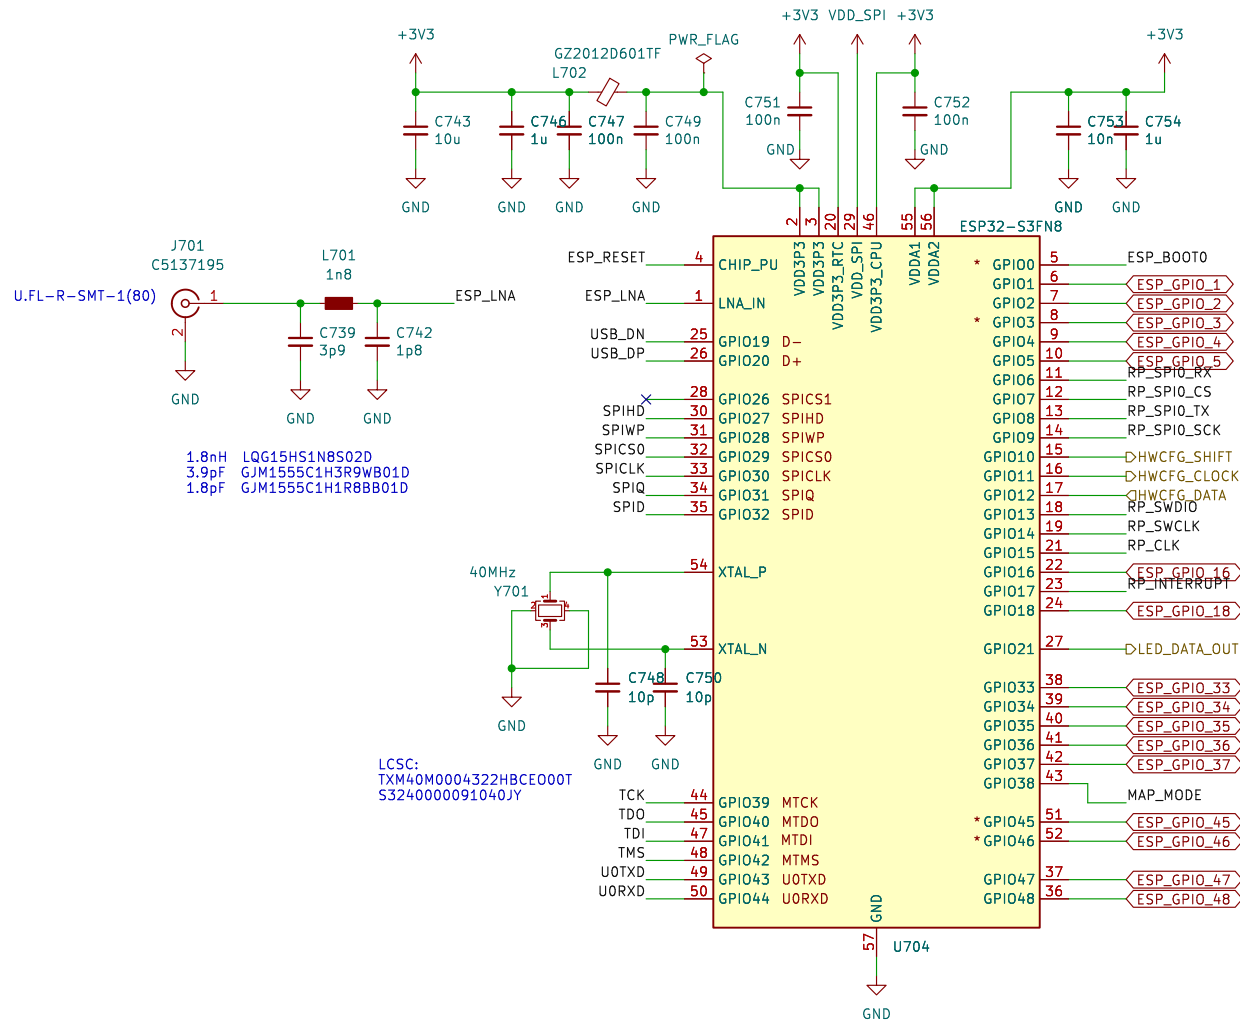 +3V3 VDD_SPI +3V3
+3V3
PWR_FLAG
+3V3
GZ2012D601TF
L702
C743
10u
C746
1u
C747
100n
C749
100n
C751
100n
C752
100n
C753
10n
C754
1u
GND
GND
GND
GND
GND
GND
GND
GND
2
3
20
29
46
55
56
ESP32-S3FN8
VDD3P3
VDD3P3
VDD3P3_RTC
VDD_SPI
VDD3P3_CPU
VDDA1
VDDA2
J701
C5137195
U.FL-R-SMT-1(80)
1
2
L701
1n8
ESP_LNA
C739
3p9
C742
1p8
GND
GND
GND
1.8nH LQG15HS1N8S02D
3.9pF GJM1555C1H3R9WB01D
1.8pF GJM1555C1H1R8BB01D
ESP_RESET 4 CHIP_PU
ESP_LNA 1 LNA_IN
USB_DN 25 GPIO19 D-
USB_DP 26 GPIO20 D+
28 GPIO26 SPICS1
SPIHD 30 GPIO27 SPIHD
SPIWP 31 GPIO28 SPIWP
SPICS0 32 GPIO29 SPICS0
SPICLK 33 GPIO30 SPICLK
SPIQ 34 GPIO31 SPIQ
SPID 35 GPIO32 SPID
54 XTAL_P
53 XTAL_N
40MHz
Y701
1
2
4
3
C748
10p
C750
10p
GND
GND
GND
LCSC:
TXM40M0004322HBCEO00T
S3240000091040JY
TCK 44 GPIO39 MTCK
TDO 45 GPIO40 MTDO
TDI 47 GPIO41 MTDI
TMS 48 GPIO42 MTMS
U0TXD 49 GPIO43 U0TXD
U0RXD 50 GPIO44 U0RXD
* GPIO0 5 ESP_BOOT0
GPIO1 6 ESP_GPIO_1
GPIO2 7 ESP_GPIO_2
* GPIO3 8 ESP_GPIO_3
GPIO4 9 ESP_GPIO_4
GPIO5 10 ESP_GPIO_5
GPIO6 11 RP_SPI0_RX
GPIO7 12 RP_SPI0_CS
GPIO8 13 RP_SPI0_TX
GPIO9 14 RP_SPI0_SCK
GPIO10 15 HWCFG_SHIFT
GPIO11 16 HWCFG_CLOCK
GPIO12 17 HWCFG_DATA
GPIO13 18 RP_SWDIO
GPIO14 19 RP_SWCLK
GPIO15 21 RP_CLK
GPIO16 22 ESP_GPIO_16
GPIO17 23 RP_INTERRUPT
GPIO18 24 ESP_GPIO_18
GPIO21 27 LED_DATA_OUT
GPIO33 38 ESP_GPIO_33
GPIO34 39 ESP_GPIO_34
GPIO35 40 ESP_GPIO_35
GPIO36 41 ESP_GPIO_36
GPIO37 42 ESP_GPIO_37
GPIO38 43 MAP_MODE
* GPIO45 51 ESP_GPIO_45
* GPIO46 52 ESP_GPIO_46
GPIO47 37 ESP_GPIO_47
GPIO48 36 ESP_GPIO_48
GND
57
U704
GND